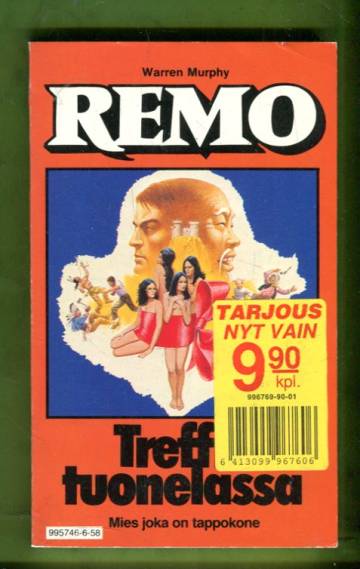 Warren Murphy
REMO
TARJOUS
NYT VAIN
9 90
kpl.
996769-90-01
6 413099 967606
Treff
tuonelassa
Mies joka on tappokone
995746-6-58